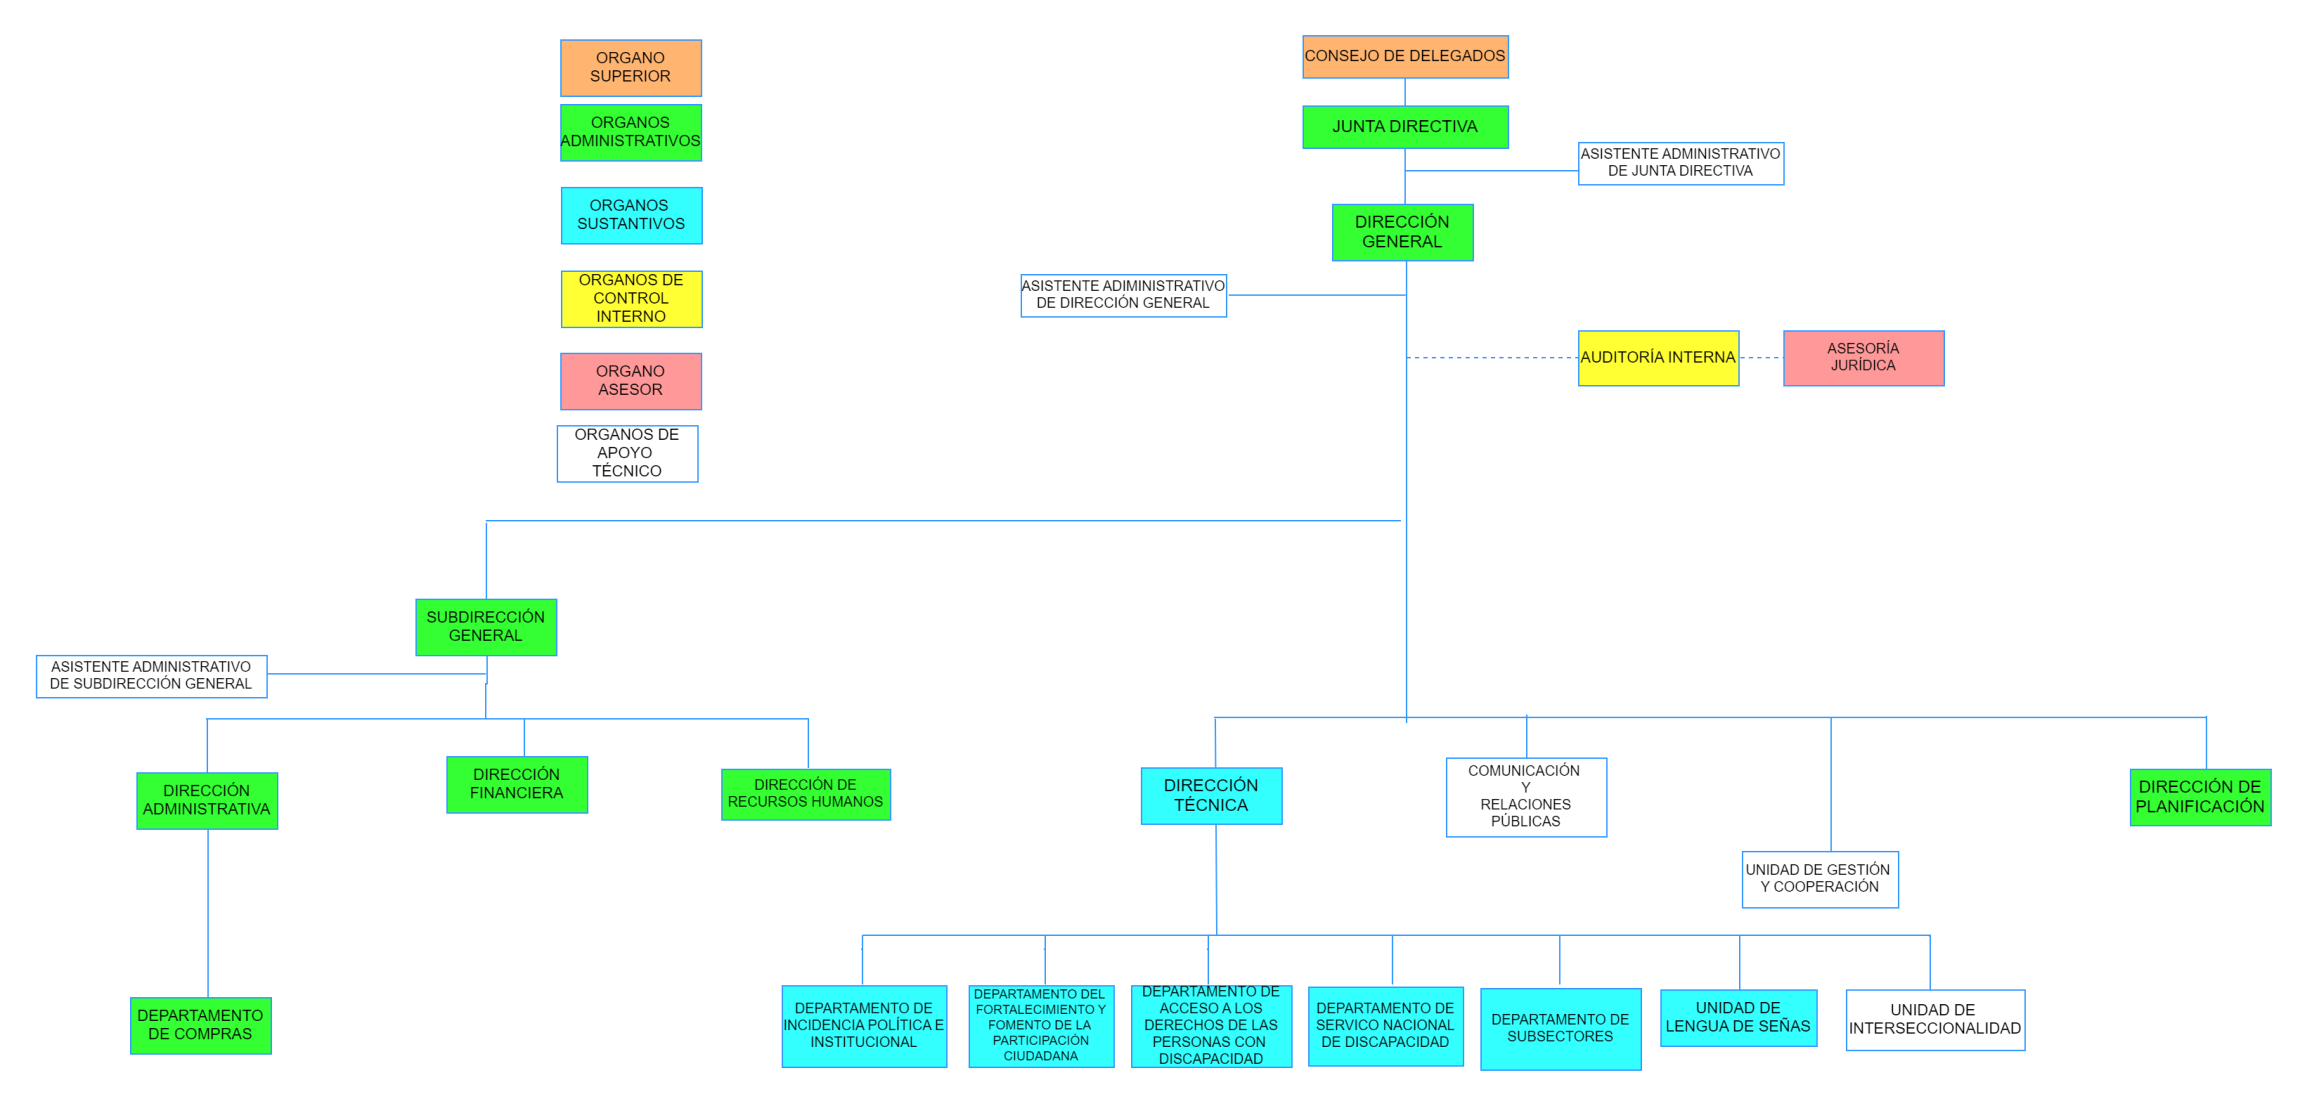 ORGANO
SUPERIOR
ORGANOS
ADMINISTRATIVOS
ORGANOS
SUSTANTIVOS
ORGANOS DE
CONTROL
INTERNO
ORGANO
ASESOR
ORGANOS DE
APOYO
TÉCNICO
CONSEJO DE DELEGADOS
JUNTA DIRECTIVA
ASISTENTE ADMINISTRATIVO
DE JUNTA DIRECTIVA
DIRECCIÓN
GENERAL
ASISTENTE ADIMINISTRATIVO
DE DIRECCIÓN GENERAL
AUDITORÍA INTERNA
ASESORÍA
JURÍDICA
SUBDIRECCIÓN
GENERAL
ASISTENTE ADMINISTRATIVO
DE SUBDIRECCIÓN GENERAL
DIRECCIÓN
ADMINISTRATIVA
DIRECCIÓN
FINANCIERA
DIRECCIÓN DE
RECURSOS HUMANOS
DIRECCIÓN
TÉCNICA
COMUNICACIÓN
Y
RELACIONES
PÚBLICAS
UNIDAD DE GESTIÓN
Y COOPERACIÓN
DIRECCIÓN DE
PLANIFICACIÓN
DEPARTAMENTO
DE COMPRAS
DEPARTAMENTO DE
INCIDENCIA POLÍTICA E
INSTITUCIONAL
DEPARTAMENTO DEL
FORTALECIMIENTO Y
FOMENTO DE LA
PARTICIPACIÓN
CIUDADANA
DEPARTAMENTO DE
ACCESO A LOS
DERECHOS DE LAS
PERSONAS CON
DISCAPACIDAD
DEPARTAMENTO DE
SERVICO NACIONAL
DE DISCAPACIDAD
DEPARTAMENTO DE
SUBSECTORES
UNIDAD DE
LENGUA DE SEÑAS
UNIDAD DE
INTERSECCIONALIDAD